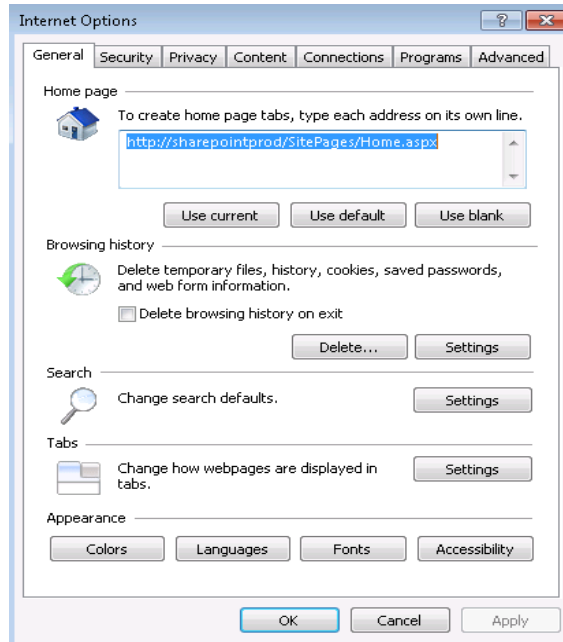 Internet Options
General Security Privacy Content Connections Programs Advanced
Home page
To create home page tabs, type each address on its own line.
http://sharepointprod/SitePages/Home.aspx
Use current Use default Use blank
Browsing history
Delete temporary files, history, cookies, saved passwords,
and web form information.
Delete browsing history on exit
Delete... Settings
Search
Change search defaults. Settings
Tabs
Change how webpages are displayed in Settings
tabs.
Appearance
Colors Languages Fonts Accessibility
OK Cancel Apply